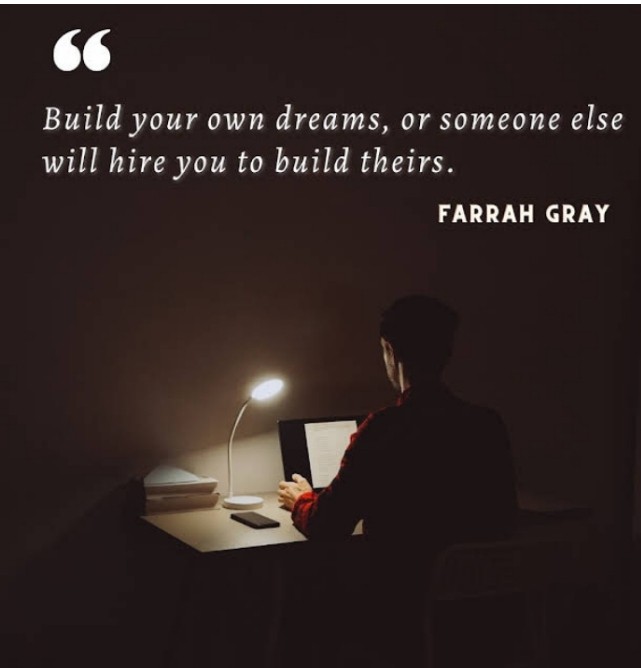 “
Build your own dreams, or someone else
will hire you to build theirs.
FARRAH GRAY